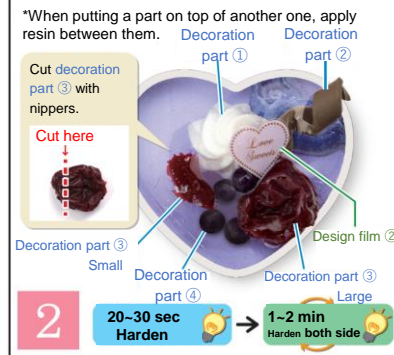 *When putting a part on top of another one, apply
resin between them.
Decoration
part ①
Decoration
part ②
Cut decoration
part ③ with
nippers.
Cut here
Love
Sweets
Design film ②
Decoration part ③
Small
Decoration
part ④
Decoration part ③
Large
2
20~30 sec
Harden
1~2 min
Harden both side